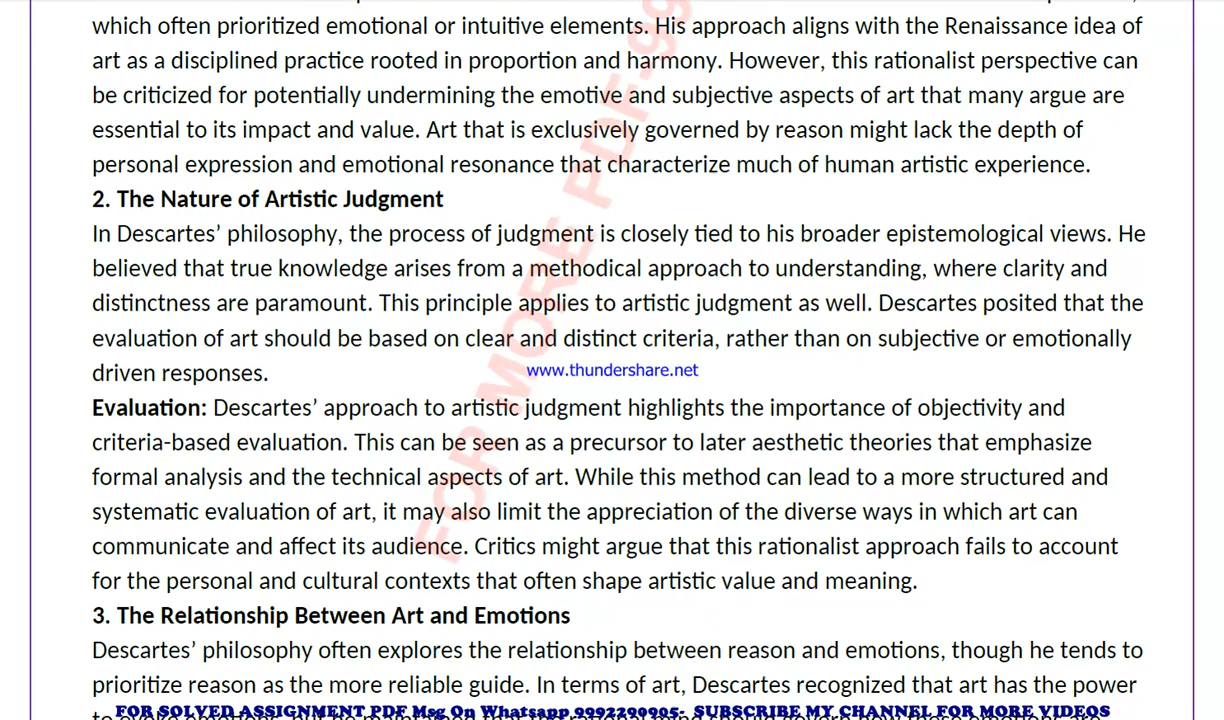 which often prioritized emotional or intuitive elements. His approach aligns with the Renaissance idea of
art as a disciplined practice rooted in proportion and harmony. However, this rationalist perspective can
be criticized for potentially undermining the emotive and subjective aspects of art that many argue are
essential to its impact and value. Art that is exclusively governed by reason might lack the depth of
personal expression and emotional resonance that characterize much of human artistic experience.
2. The Nature of Artistic Judgment
In Descartes’ philosophy, the process of judgment is closely tied to his broader epistemological views. He
believed that true knowledge arises from a methodical approach to understanding, where clarity and
distinctness are paramount. This principle applies to artistic judgment as well. Descartes posited that the
evaluation of art should be based on clear and distinct criteria, rather than on subjective or emotionally
driven responses.
www.thundershare.net
Evaluation: Descartes’ approach to artistic judgment highlights the importance of objectivity and
criteria-based evaluation. This can be seen as a precursor to later aesthetic theories that emphasize
formal analysis and the technical aspects of art. While this method can lead to a more structured and
systematic evaluation of art, it may also limit the appreciation of the diverse ways in which art can
communicate and affect its audience. Critics might argue that this rationalist approach fails to account
for the personal and cultural contexts that often shape artistic value and meaning.
3. The Relationship Between Art and Emotions
Descartes’ philosophy often explores the relationship between reason and emotions, though he tends to
prioritize reason as the more reliable guide. In terms of art, Descartes recognized that art has the power
FOR SOLVED ASSIGNMENT PDF Msg On Whatsapp 9992290905- SUBSCRIBE MY CHANNEL FOR MORE VIDEOS
FOR MORE PDF-99